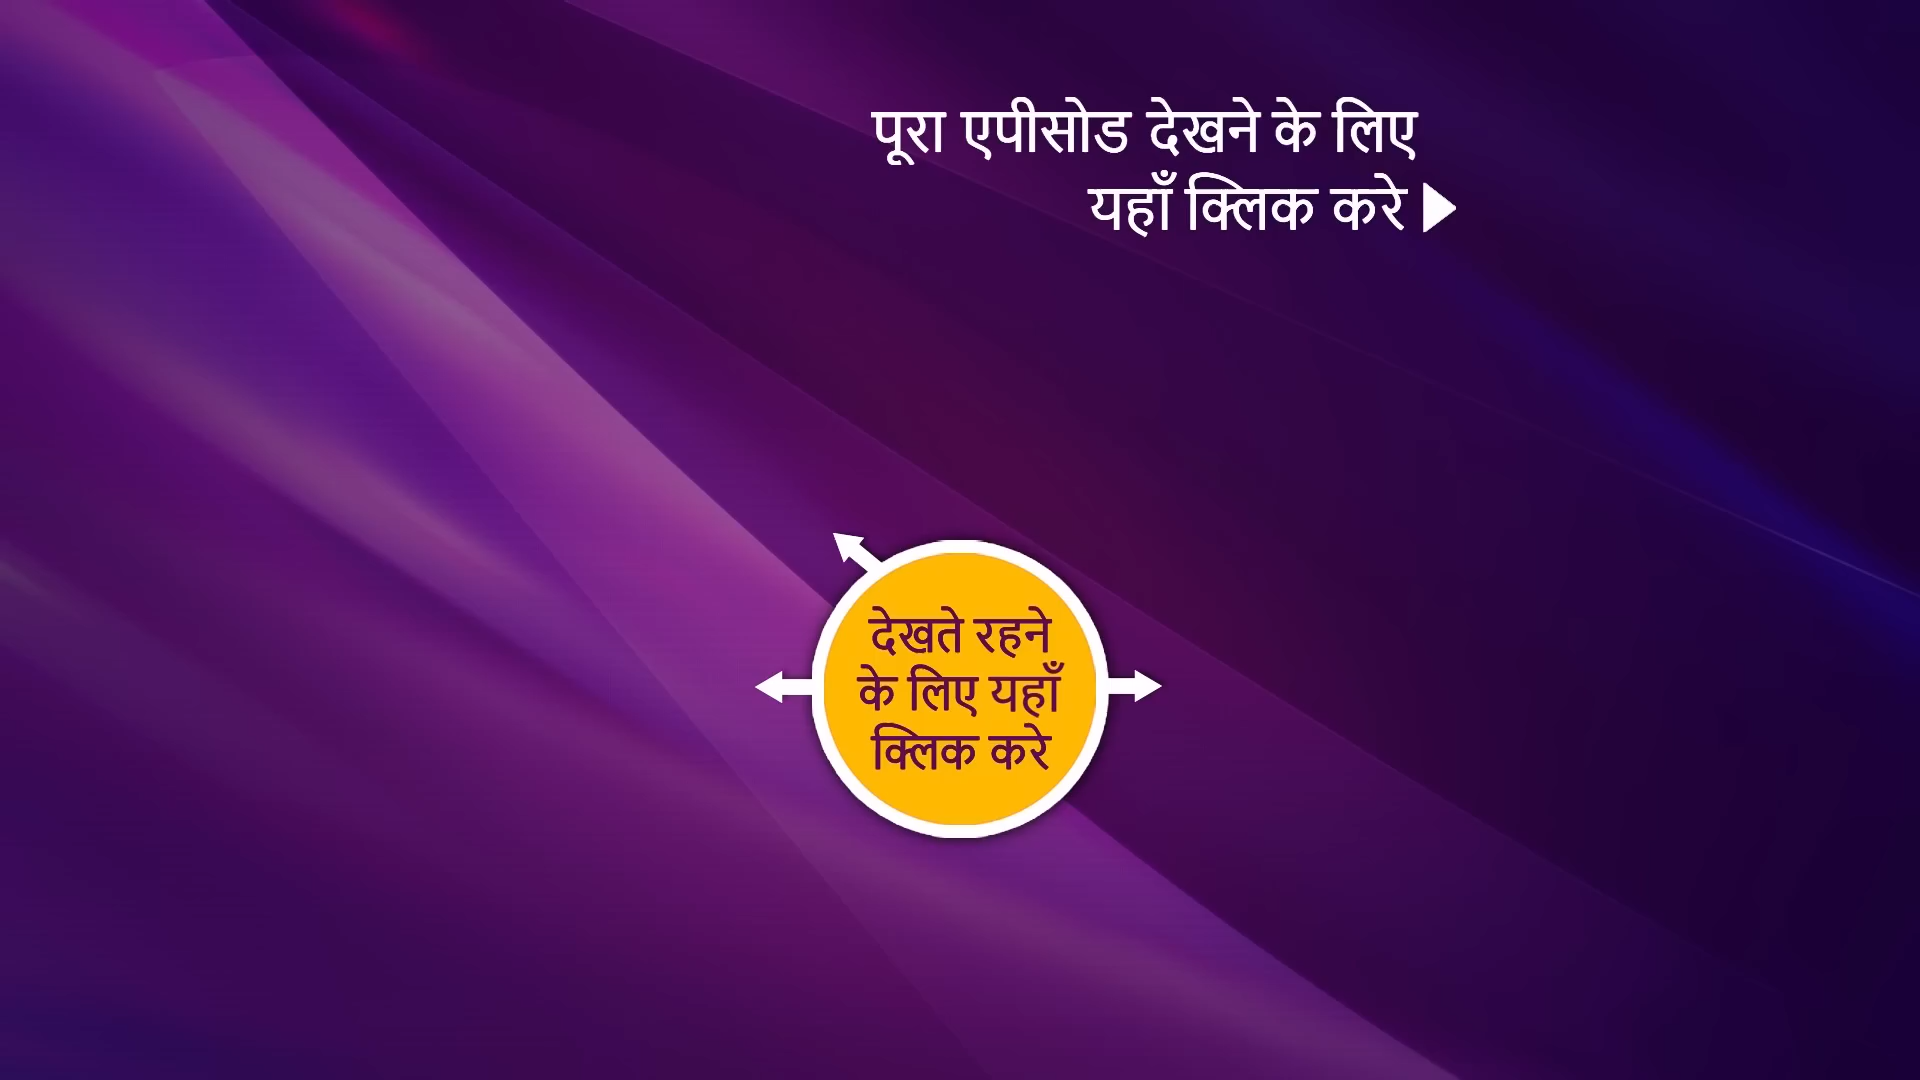 पूरा एपीसोड देखने के लिए
यहाँ क्लिक करे
देखते रहने
के लिए यहाँ
क्लिक करे